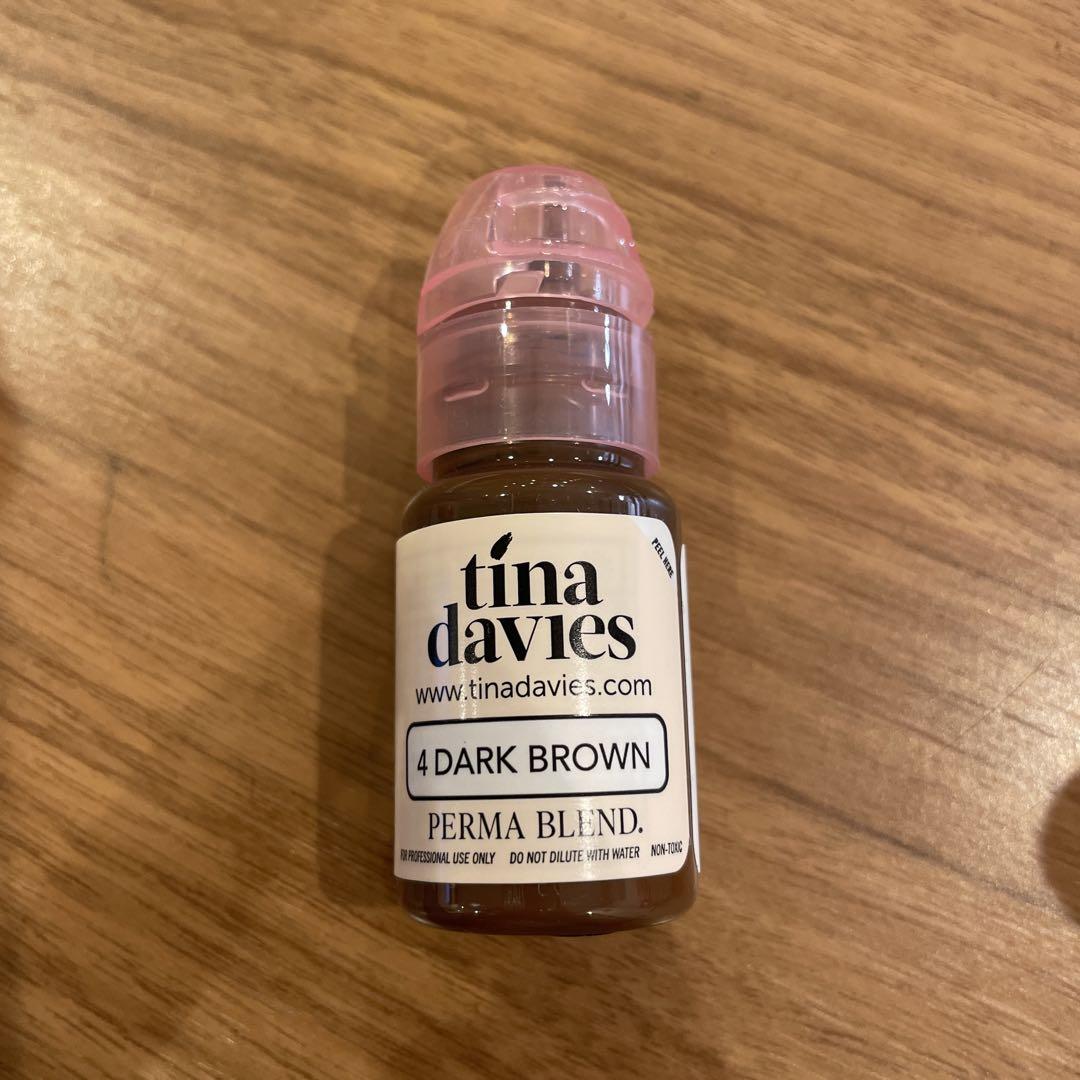 PEEL HERE
tina
davies
www.tinadavies.com
4 DARK BROWN
PERMA BLEND.
FOR PROFESSIONAL USE ONLY DO NOT DILUTE WITH WATER NON-TOXIC